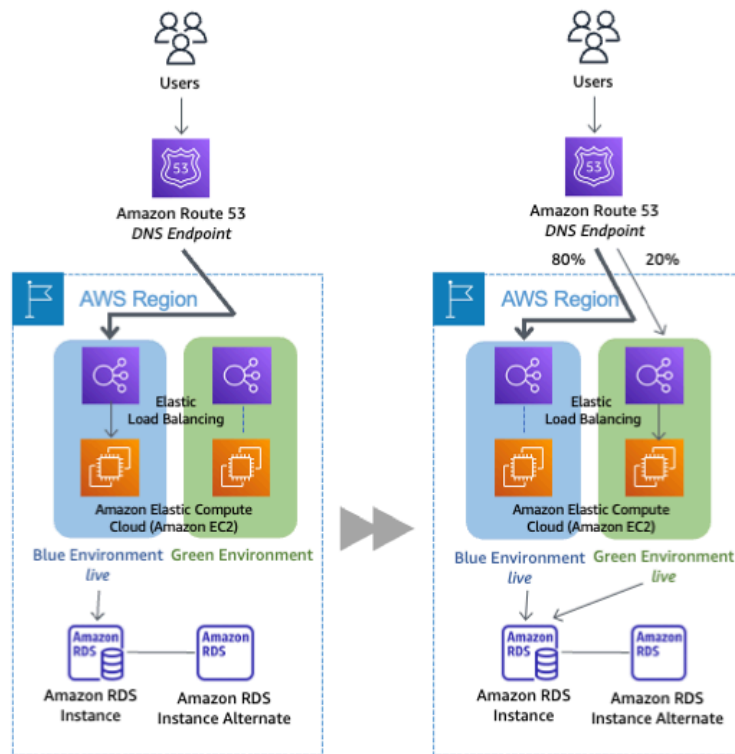 Users
53
Amazon Route 53
DNS Endpoint
AWS Region
Elastic
Load Balancing
Amazon Elastic Compute
Cloud (Amazon EC2)
Blue Environment
live
Green Environment
Amazon
RDS
Amazon RDS
Instance
Amazon
RDS
Amazon RDS
Instance Alternate
Users
53
Amazon Route 53
DNS Endpoint
80%
20%
AWS Region
Elastic
Load Balancing
Amazon Elastic Compute
Cloud (Amazon EC2)
Blue Environment
live
Green Environment
live
Amazon
RDS
Amazon RDS
Instance
Amazon
RDS
Amazon RDS
Instance Alternate